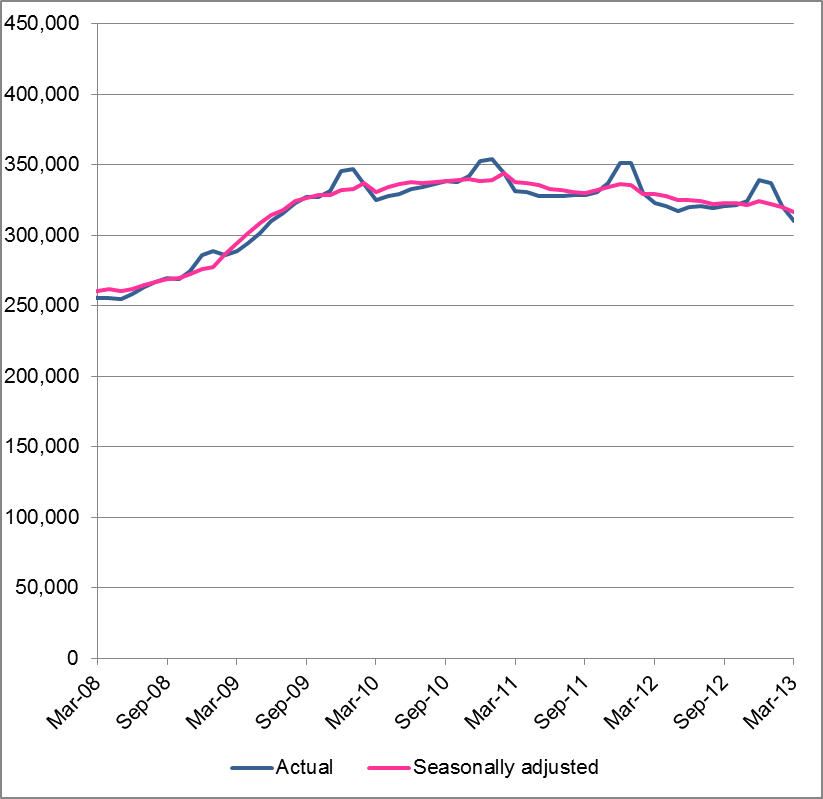 450,000
400,000
350,000
300,000
250,000
200,000
150,000
100,000
50,000
0
Mar-08
Sep-08
Mar-09
Sep-09
Mar-10
Sep-10
Mar-11
Sep-11
Mar-12
Sep-12
Mar-13
Actual
Seasonally adjusted